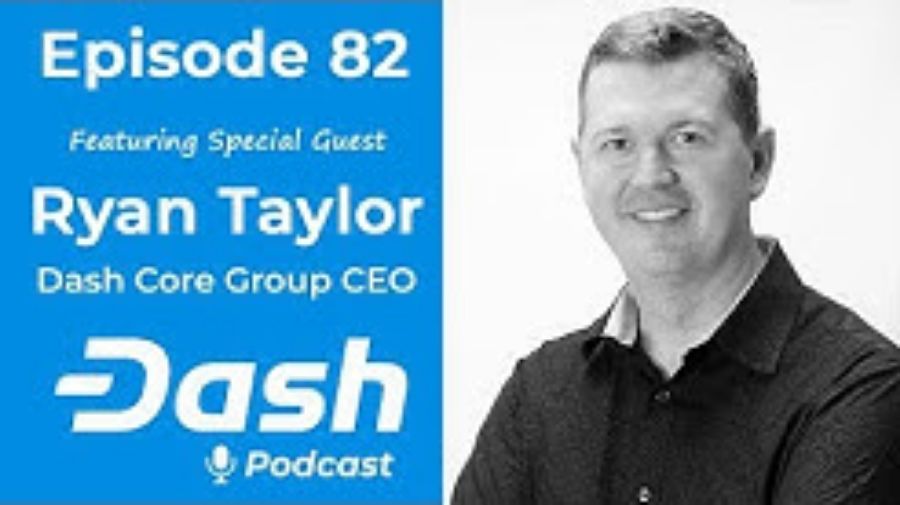 Episode 82
Featuring Special Guest
Ryan Taylor
Dash Core Group CEO
Dash
Podcast